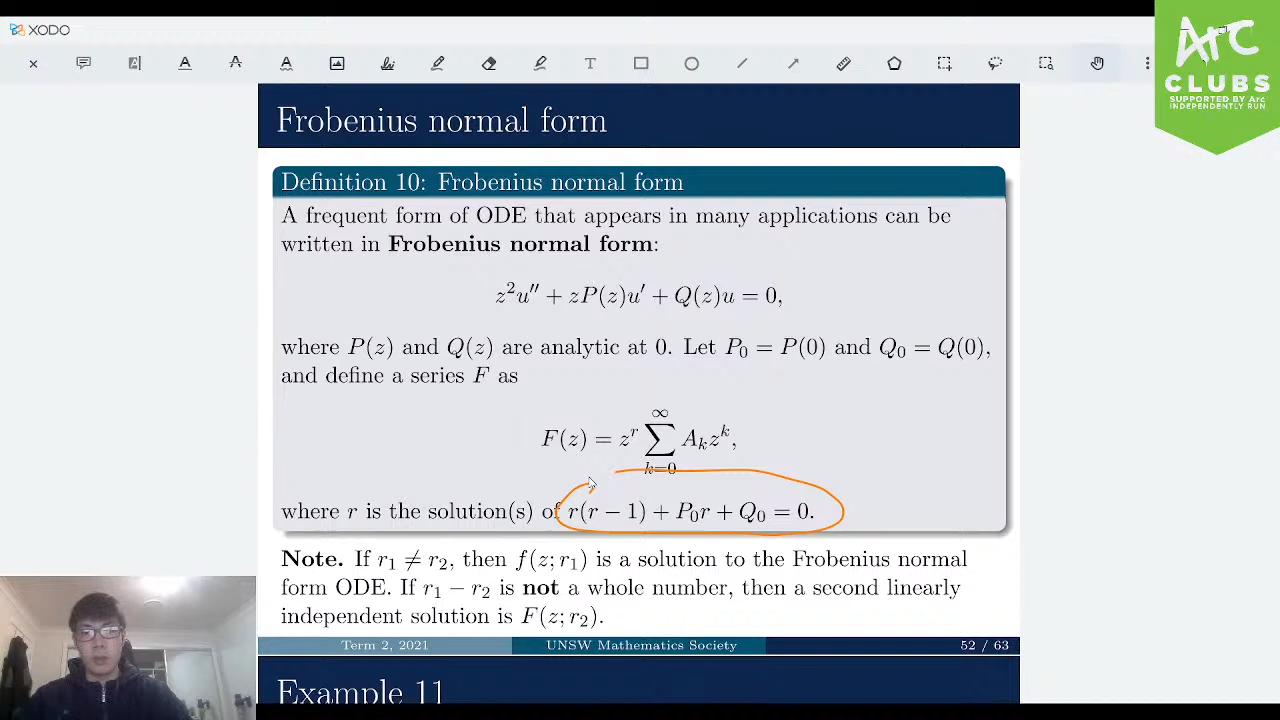 XODO
Arc
CLUBS
SUPPORTED BY Arc
INDEPENDENTLY RUN
Frobenius normal form
Definition 10: Frobenius normal form
A frequent form of ODE that appears in many applications can be
written in Frobenius normal form:
z²u″ + zP(z)u′ + Q(z)u = 0,
where P(z) and Q(z) are analytic at 0. Let P₀ = P(0) and Q₀ = Q(0),
and define a series F as
F(z) = zʳ ∑_{k=0}^{∞} Aₖzᵏ,
where r is the solution(s) of r(r − 1) + P₀r + Q₀ = 0.
Note. If r₁ ≠ r₂, then f(z; r₁) is a solution to the Frobenius normal
form ODE. If r₁ − r₂ is not a whole number, then a second linearly
independent solution is F(z; r₂).
Term 2, 2021 UNSW Mathematics Society 52 / 63
Example 11